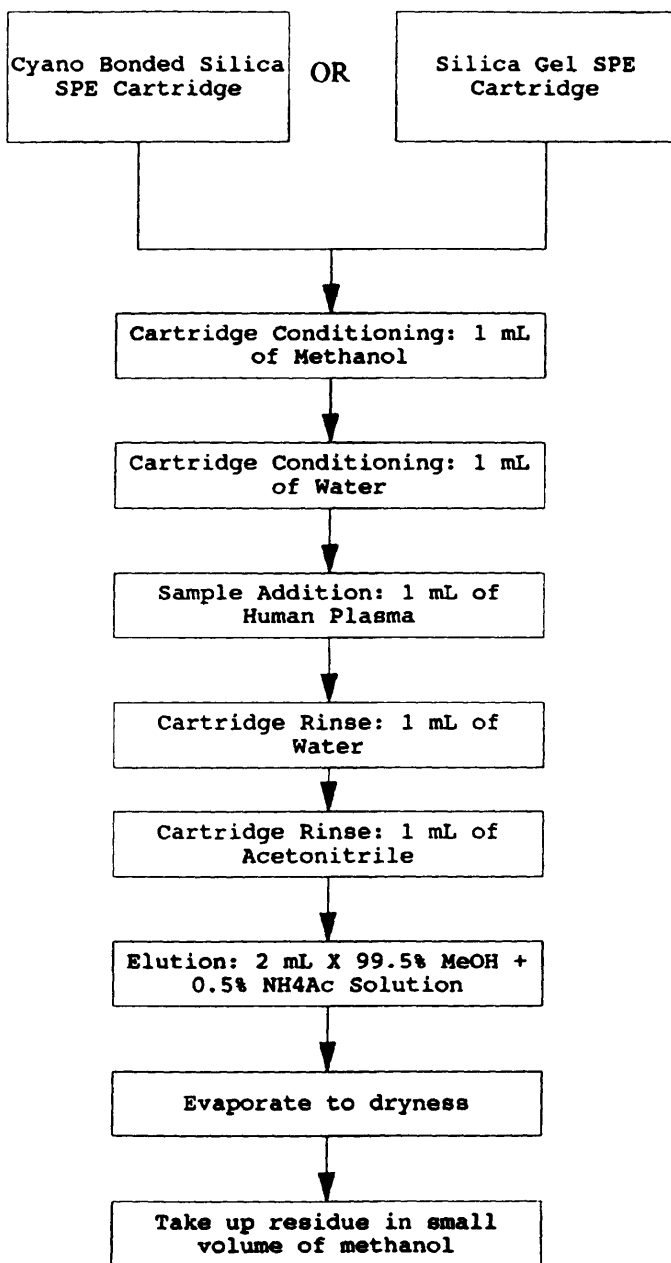 Cyano Bonded Silica
SPE Cartridge
OR
Silica Gel SPE
Cartridge
Cartridge Conditioning: 1 mL
of Methanol
Cartridge Conditioning: 1 mL
of Water
Sample Addition: 1 mL of
Human Plasma
Cartridge Rinse: 1 mL of
Water
Cartridge Rinse: 1 mL of
Acetonitrile
Elution: 2 mL X 99.5% MeOH +
0.5% NH4Ac Solution
Evaporate to dryness
Take up residue in small
volume of methanol